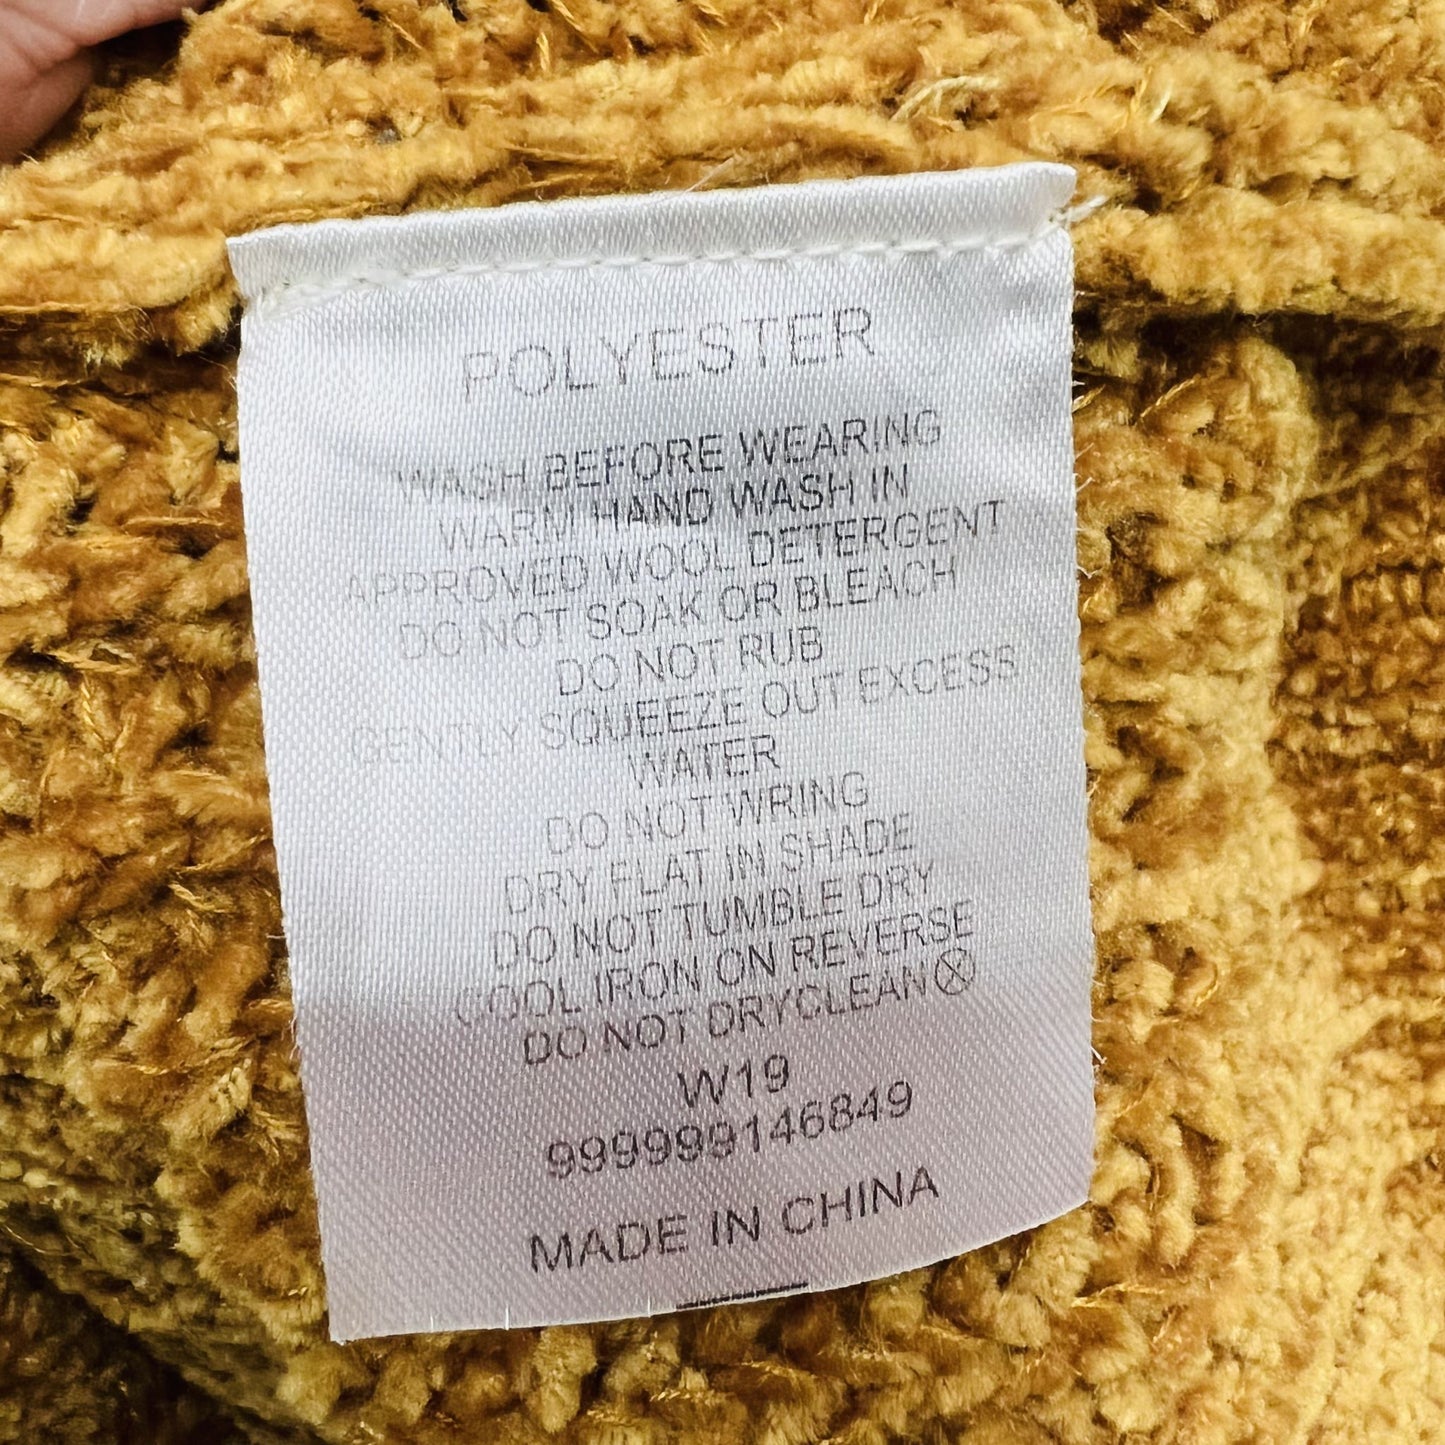 POLYESTER
WASH BEFORE WEARING
WARM HAND WASH IN
APPROVED WOOL DETERGENT
DO NOT SOAK OR BLEACH
DO NOT RUB
GENTLY SQUEEZE OUT EXCESS
WATER
DO NOT WRING
DRY FLAT IN SHADE
DO NOT TUMBLE DRY
COOL IRON ON REVERSE
DO NOT DRYCLEAN
W19
999999146849
MADE IN CHINA